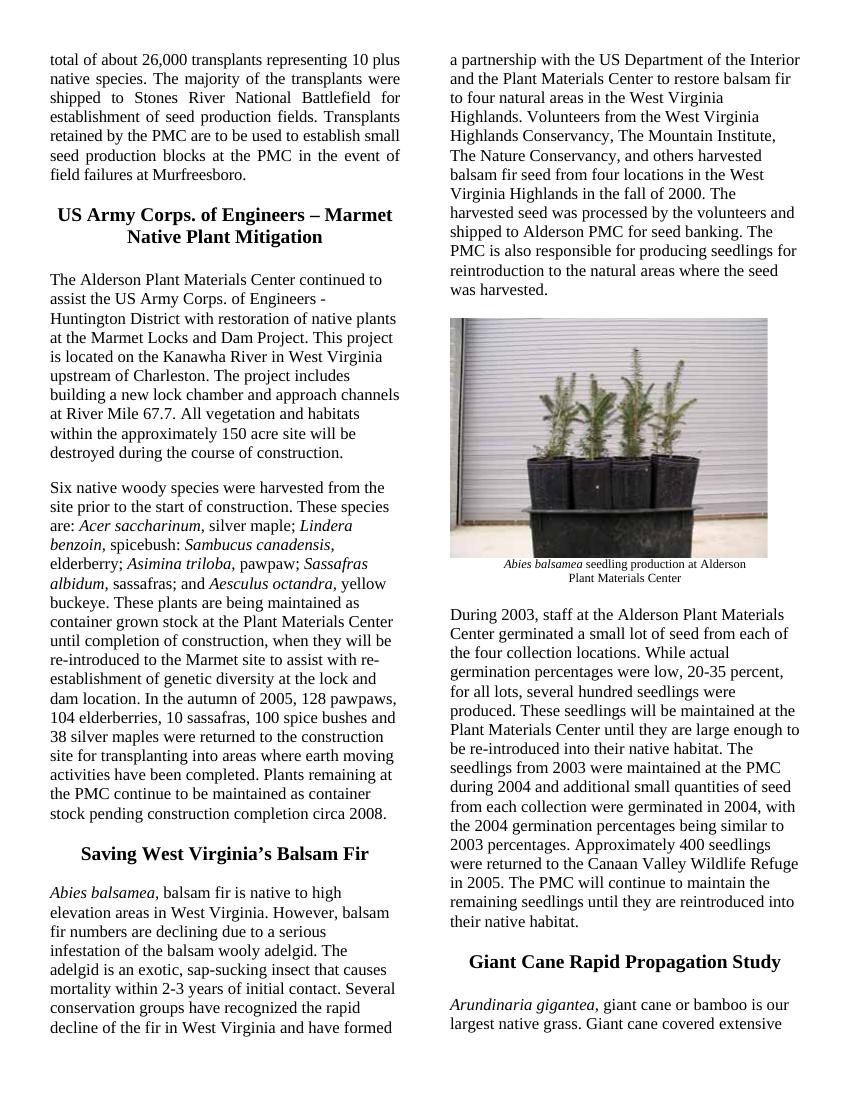 total of about 26,000 transplants representing 10 plus
native species. The majority of the transplants were
shipped to Stones River National Battlefield for
establishment of seed production fields. Transplants
retained by the PMC are to be used to establish small
seed production blocks at the PMC in the event of
field failures at Murfreesboro.
US Army Corps. of Engineers – Marmet
Native Plant Mitigation
The Alderson Plant Materials Center continued to
assist the US Army Corps. of Engineers -
Huntington District with restoration of native plants
at the Marmet Locks and Dam Project. This project
is located on the Kanawha River in West Virginia
upstream of Charleston. The project includes
building a new lock chamber and approach channels
at River Mile 67.7. All vegetation and habitats
within the approximately 150 acre site will be
destroyed during the course of construction.
Six native woody species were harvested from the
site prior to the start of construction. These species
are: Acer saccharinum, silver maple; Lindera
benzoin, spicebush: Sambucus canadensis,
elderberry; Asimina triloba, pawpaw; Sassafras
albidum, sassafras; and Aesculus octandra, yellow
buckeye. These plants are being maintained as
container grown stock at the Plant Materials Center
until completion of construction, when they will be
re-introduced to the Marmet site to assist with re-
establishment of genetic diversity at the lock and
dam location. In the autumn of 2005, 128 pawpaws,
104 elderberries, 10 sassafras, 100 spice bushes and
38 silver maples were returned to the construction
site for transplanting into areas where earth moving
activities have been completed. Plants remaining at
the PMC continue to be maintained as container
stock pending construction completion circa 2008.
Saving West Virginia’s Balsam Fir
Abies balsamea, balsam fir is native to high
elevation areas in West Virginia. However, balsam
fir numbers are declining due to a serious
infestation of the balsam wooly adelgid. The
adelgid is an exotic, sap-sucking insect that causes
mortality within 2-3 years of initial contact. Several
conservation groups have recognized the rapid
decline of the fir in West Virginia and have formed
a partnership with the US Department of the Interior
and the Plant Materials Center to restore balsam fir
to four natural areas in the West Virginia
Highlands. Volunteers from the West Virginia
Highlands Conservancy, The Mountain Institute,
The Nature Conservancy, and others harvested
balsam fir seed from four locations in the West
Virginia Highlands in the fall of 2000. The
harvested seed was processed by the volunteers and
shipped to Alderson PMC for seed banking. The
PMC is also responsible for producing seedlings for
reintroduction to the natural areas where the seed
was harvested.
Abies balsamea seedling production at Alderson
Plant Materials Center
During 2003, staff at the Alderson Plant Materials
Center germinated a small lot of seed from each of
the four collection locations. While actual
germination percentages were low, 20-35 percent,
for all lots, several hundred seedlings were
produced. These seedlings will be maintained at the
Plant Materials Center until they are large enough to
be re-introduced into their native habitat. The
seedlings from 2003 were maintained at the PMC
during 2004 and additional small quantities of seed
from each collection were germinated in 2004, with
the 2004 germination percentages being similar to
2003 percentages. Approximately 400 seedlings
were returned to the Canaan Valley Wildlife Refuge
in 2005. The PMC will continue to maintain the
remaining seedlings until they are reintroduced into
their native habitat.
Giant Cane Rapid Propagation Study
Arundinaria gigantea, giant cane or bamboo is our
largest native grass. Giant cane covered extensive